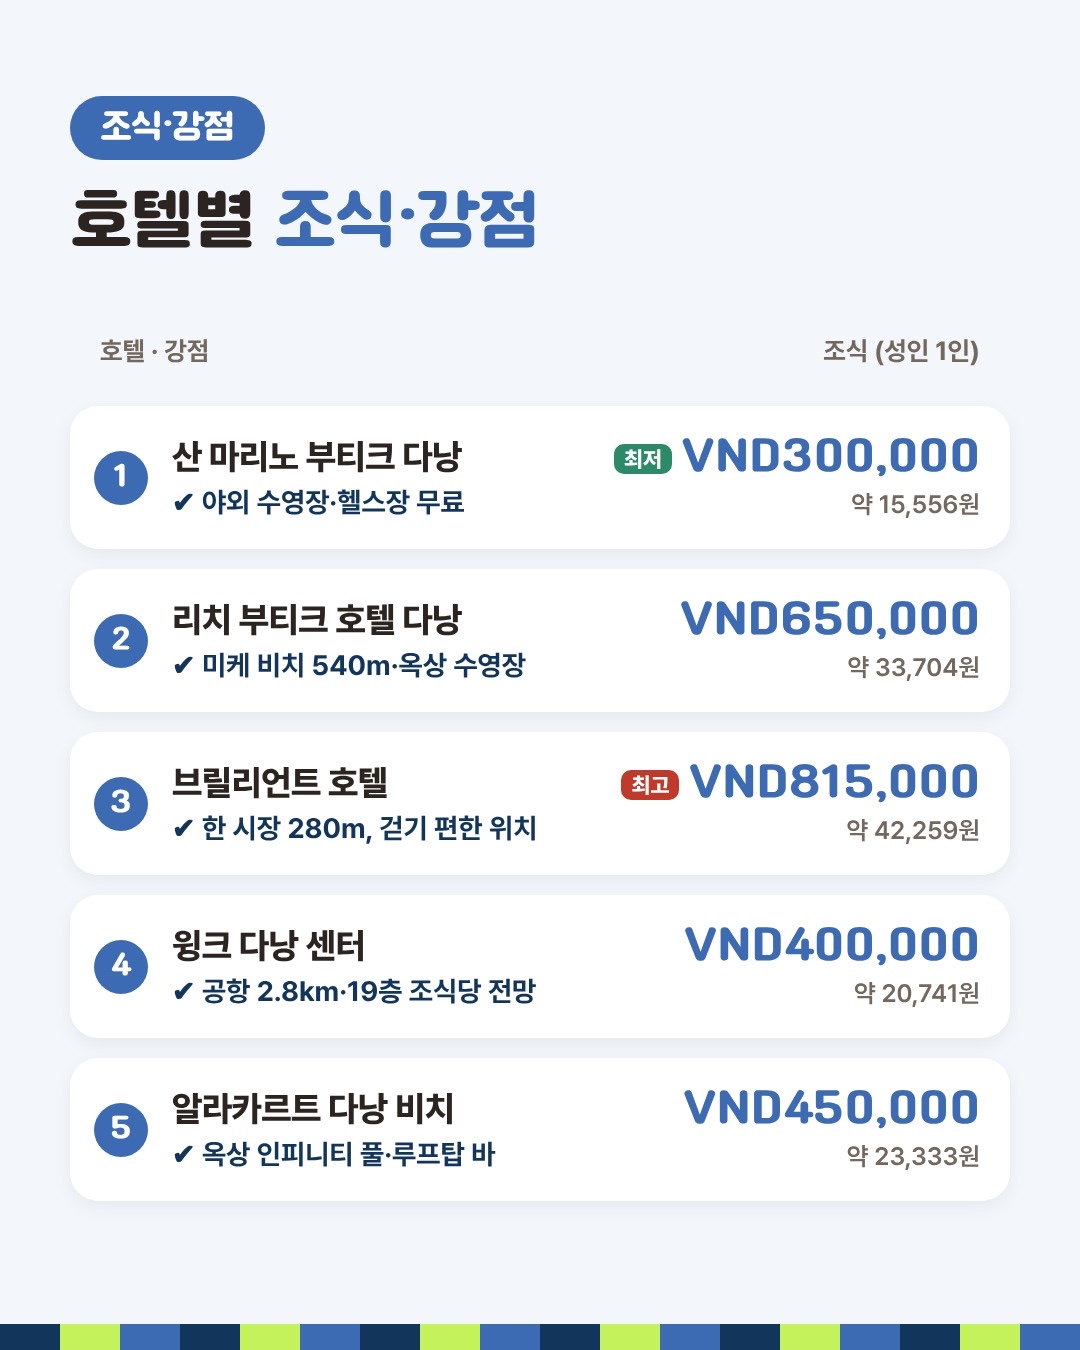 조식·강점
호텔별 조식·강점
호텔 · 강점
조식 (성인 1인)
1
산 마리노 부티크 다낭
✔ 야외 수영장·헬스장 무료
최저 VND300,000
약 15,556원
2
리치 부티크 호텔 다낭
✔ 미케 비치 540m·옥상 수영장
VND650,000
약 33,704원
3
브릴리언트 호텔
✔ 한 시장 280m, 걷기 편한 위치
최고 VND815,000
약 42,259원
4
윙크 다낭 센터
✔ 공항 2.8km·19층 조식당 전망
VND400,000
약 20,741원
5
알라카르트 다낭 비치
✔ 옥상 인피니티 풀·루프탑 바
VND450,000
약 23,333원